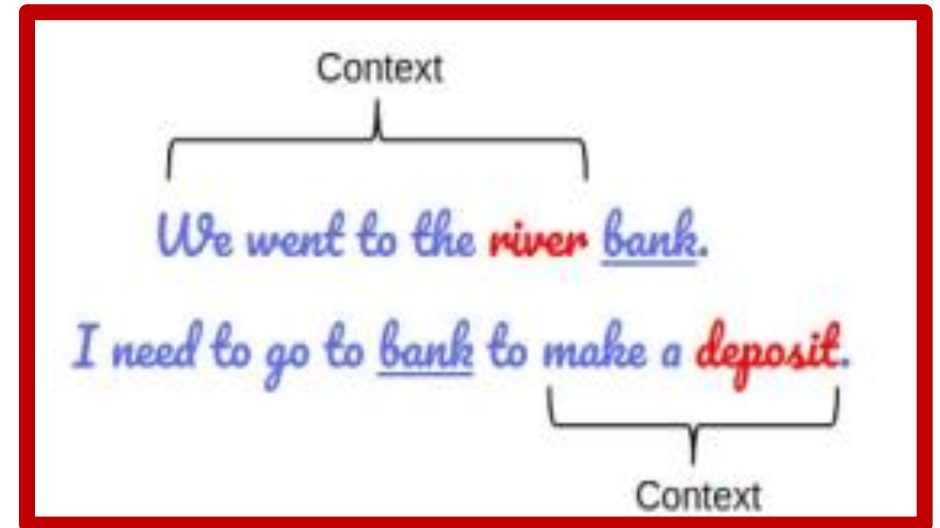 Context
We went to the river bank.
I need to go to bank to make a deposit.
Context